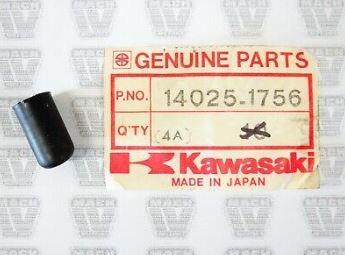 GENUINE PARTS
P.NO. 14025-1756
Q'TY (4A)
Kawasaki
MADE IN JAPAN